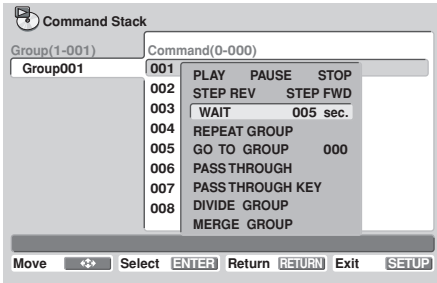 Command Stack
Group(1-001) Command(0-000)
Group001
001
002
003
004
005
006
007
008
PLAY PAUSE STOP
STEP REV STEP FWD
WAIT 005 sec.
REPEAT GROUP
GO TO GROUP 000
PASS THROUGH
PASS THROUGH KEY
DIVIDE GROUP
MERGE GROUP
Move Select ENTER Return RETURN Exit SETUP